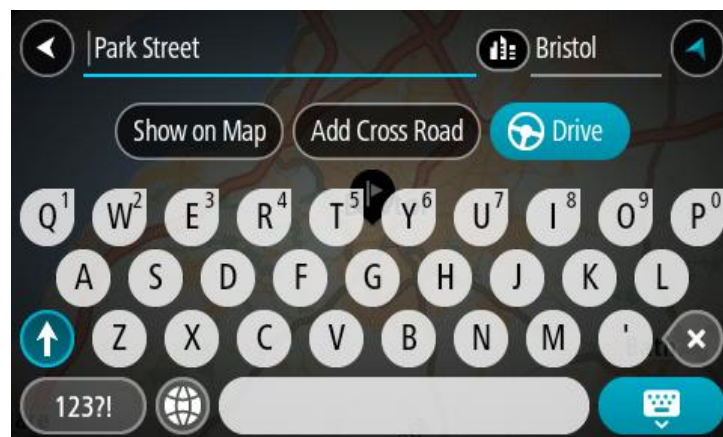 Park Street Bristol
Show on Map Add Cross Road Drive
Q1 W2 E3 R4 T5 Y6 U7 I8 O9 P0
A S D F G H J K L
Z X C V B N M '
123?!